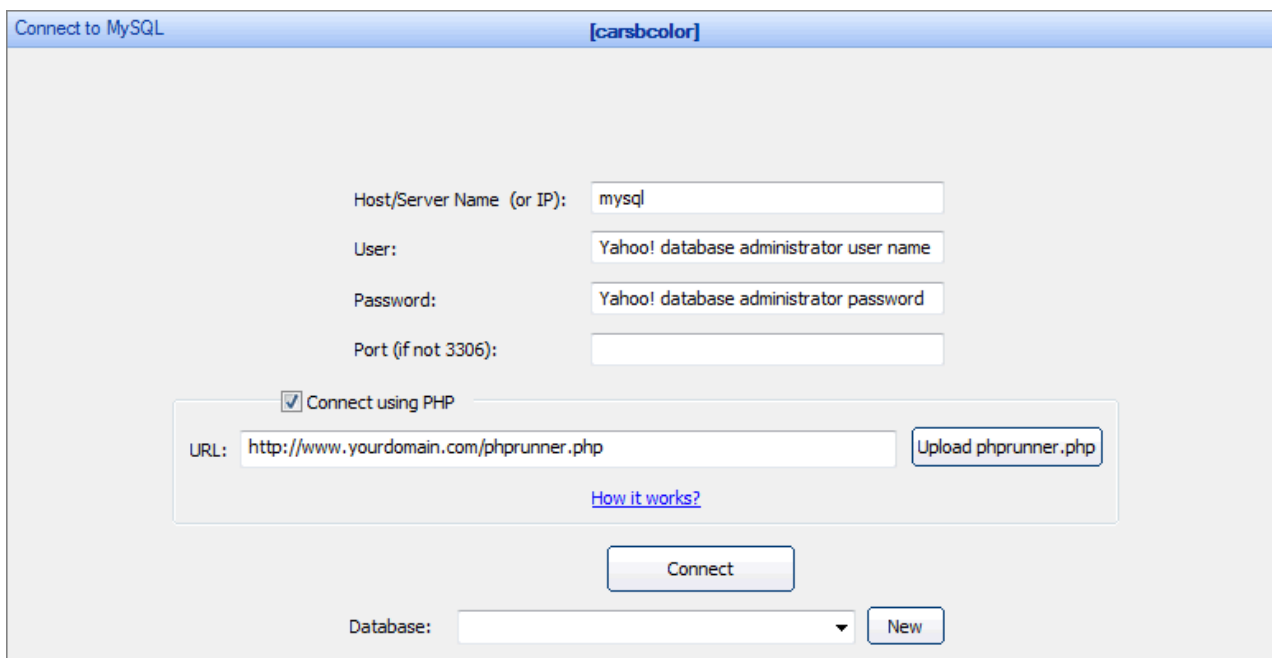 Connect to MySQL [carsbcolor]
Host/Server Name (or IP): mysql
User: Yahoo! database administrator user name
Password: Yahoo! database administrator password
Port (if not 3306):
Connect using PHP
URL: http://www.yourdomain.com/phprunner.php Upload phprunner.php
How it works?
Connect
Database: New